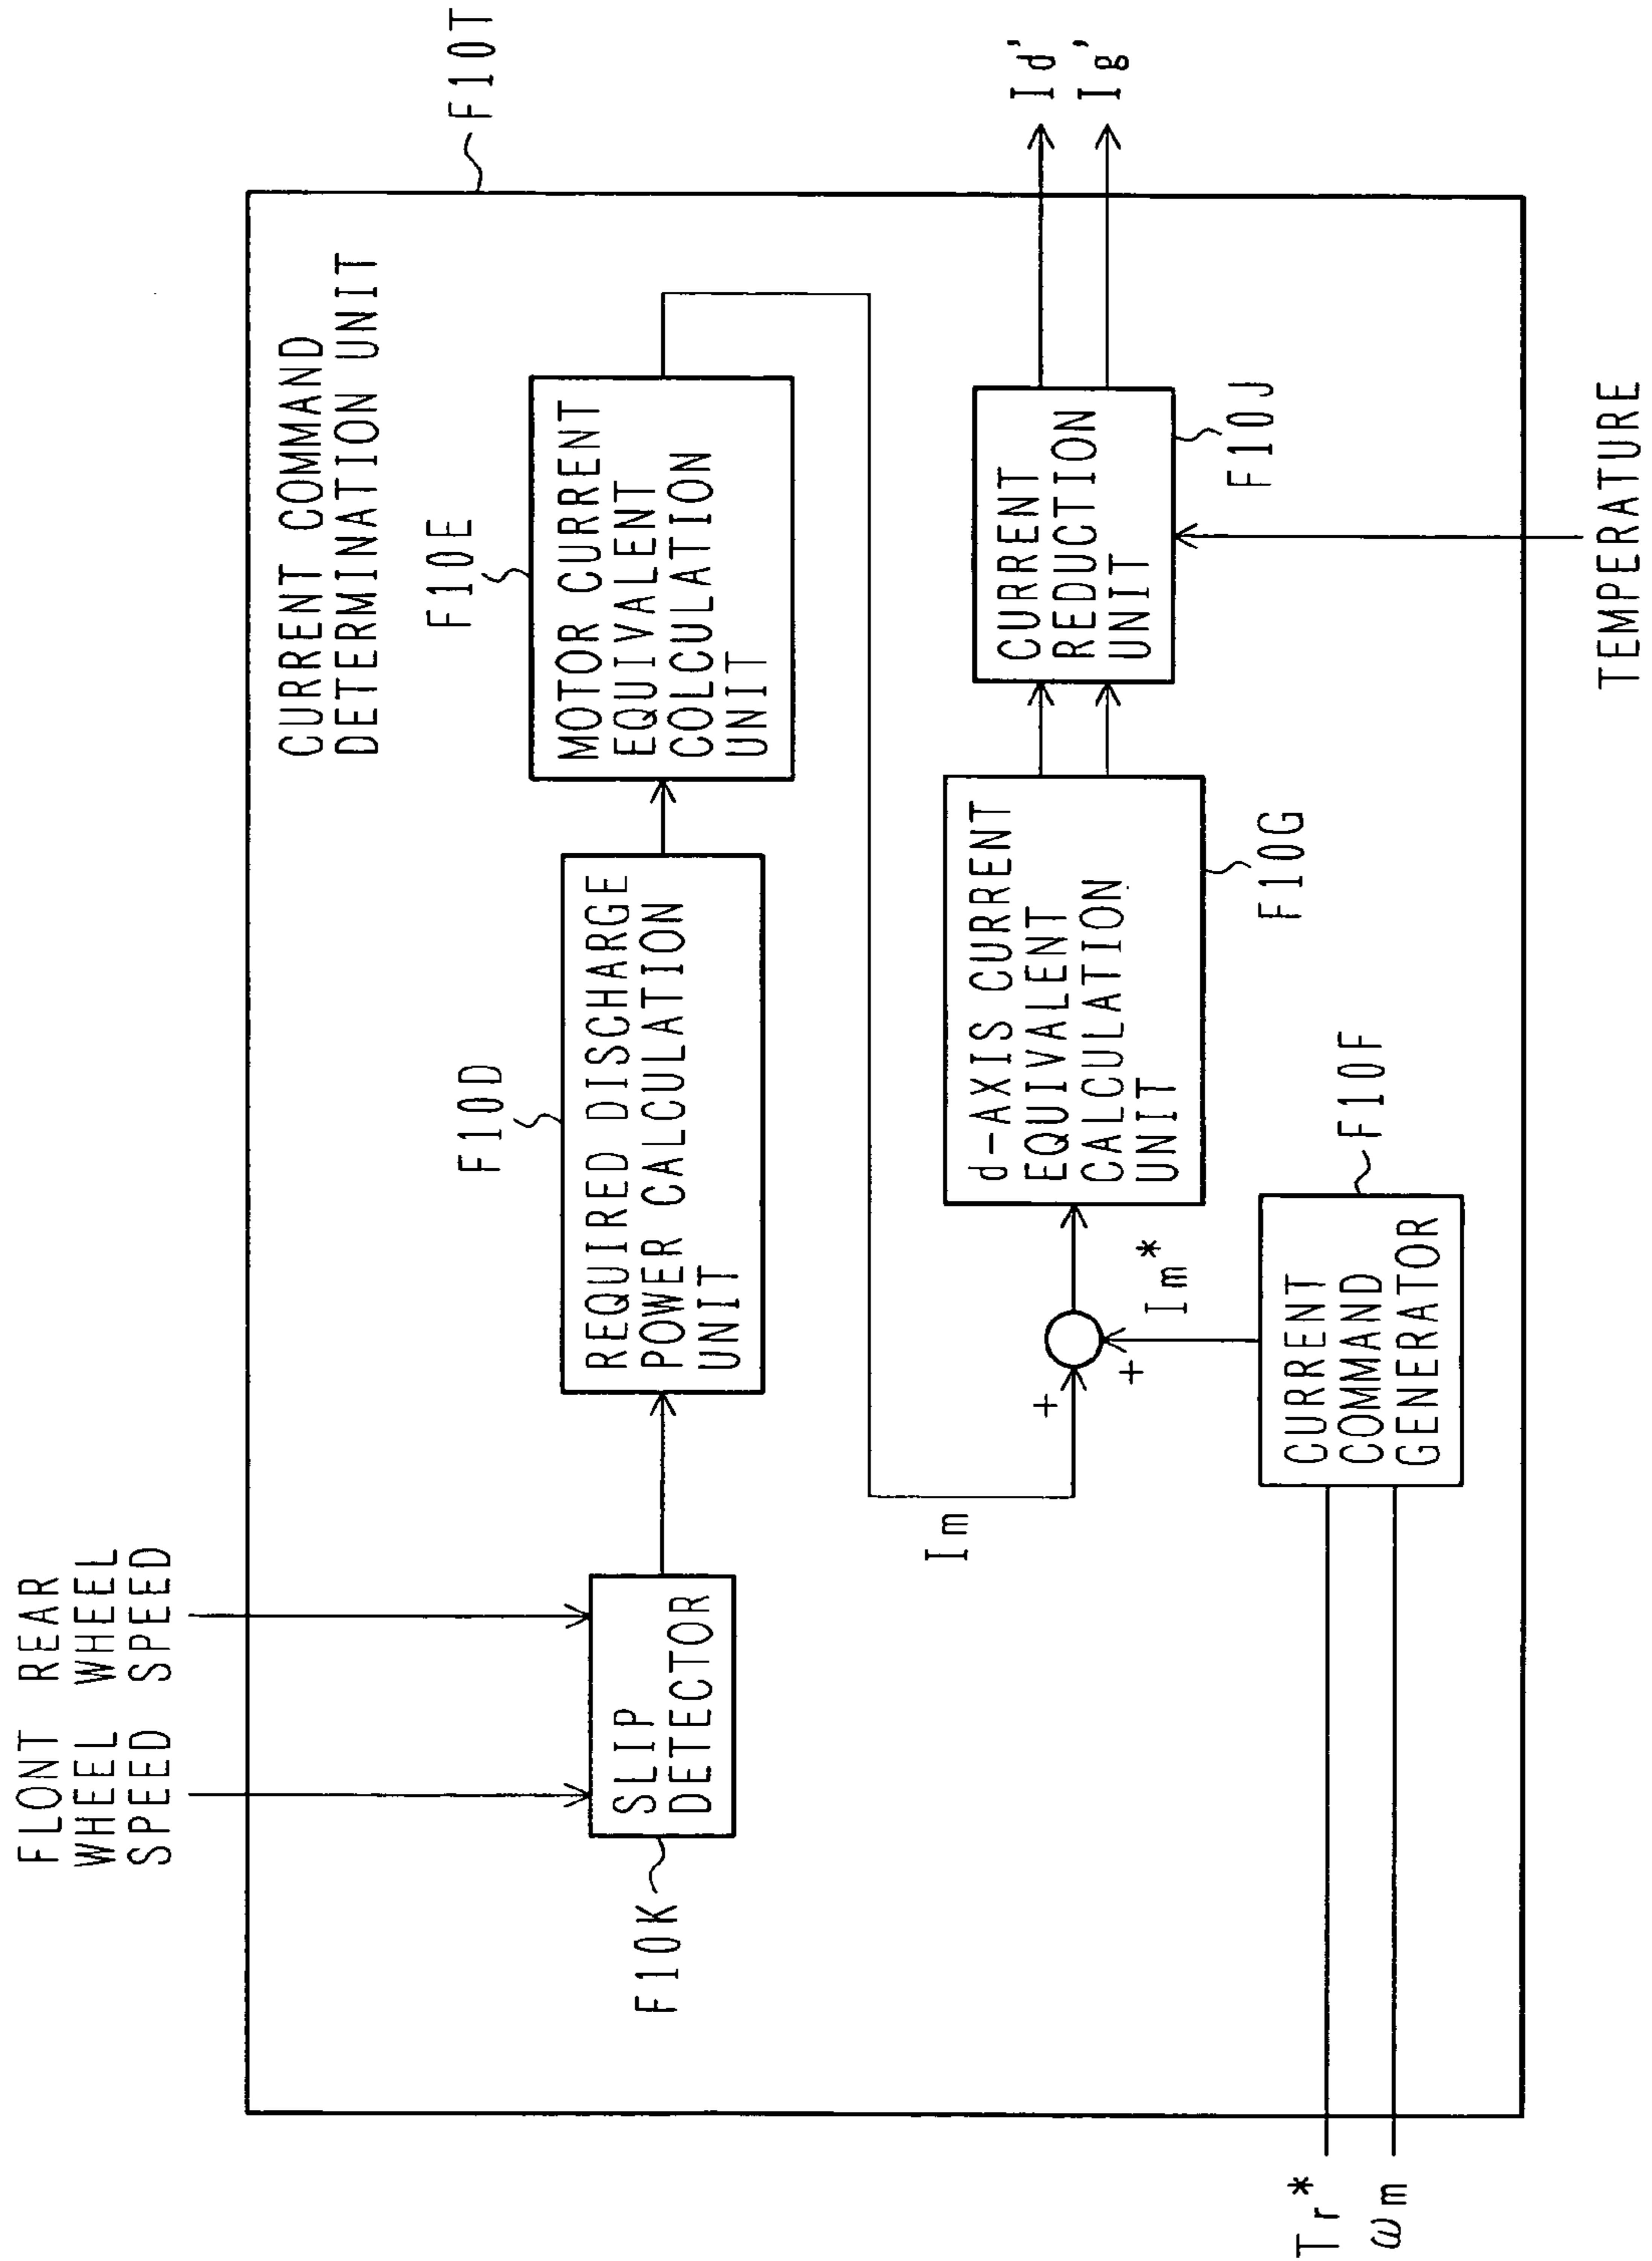 FLONT
WHEEL
SPEED
REAR
WHEEL
SPEED
F10T
CURRENT COMMAND
DETERMINATION UNIT
F10K
SLIP
DETECTOR
F10D
REQUIRED DISCHARGE
POWER CALCULATION
UNIT
F10E
MOTOR CURRENT
EQUIVALENT
COLCULATION
UNIT
Im
+
+
Im*
d-AXIS CURRENT
EQUIVALENT
CALCULATION
UNIT
F10G
CURRENT
REDUCTION
UNIT
F10J
Id'
Ig'
Tr*
ωm
CURRENT
COMMAND
GENERATOR
F10F
TEMPERATURE